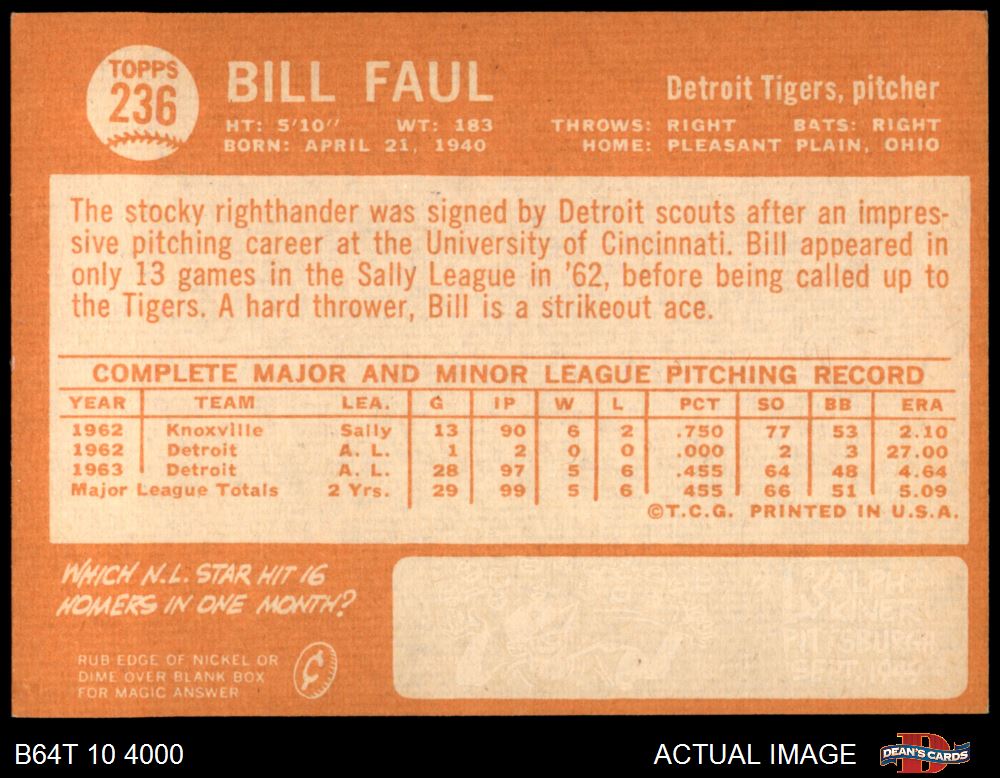 TOPPS
236
BILL FAUL
Detroit Tigers, pitcher
HT: 5'10" WT: 183 THROWS: RIGHT BATS: RIGHT
BORN: APRIL 21, 1940 HOME: PLEASANT PLAIN, OHIO
The stocky righthander was signed by Detroit scouts after an impres-
sive pitching career at the University of Cincinnati. Bill appeared in
only 13 games in the Sally League in '62, before being called up to
the Tigers. A hard thrower, Bill is a strikeout ace.
COMPLETE MAJOR AND MINOR LEAGUE PITCHING RECORD
YEAR TEAM LEA. G IP W L PCT SO BB ERA
1962 Knoxville Sally 13 90 6 2 .750 77 53 2.10
1962 Detroit A. L. 1 2 0 0 .000 2 3 27.00
1963 Detroit A. L. 28 97 5 6 .455 64 48 4.64
Major League Totals 2 Yrs. 29 99 5 6 455 66 51 5.09
©T.C.G. PRINTED IN U.S.A.
WHICH N.L. STAR HIT 16
HOMERS IN ONE MONTH?
RUB EDGE OF NICKEL OR
DIME OVER BLANK BOX
FOR MAGIC ANSWER
RALPH
KINER
PITTSBURGH
SEPT. 1949
B64T 10 4000
ACTUAL IMAGE
DEAN'S CARDS